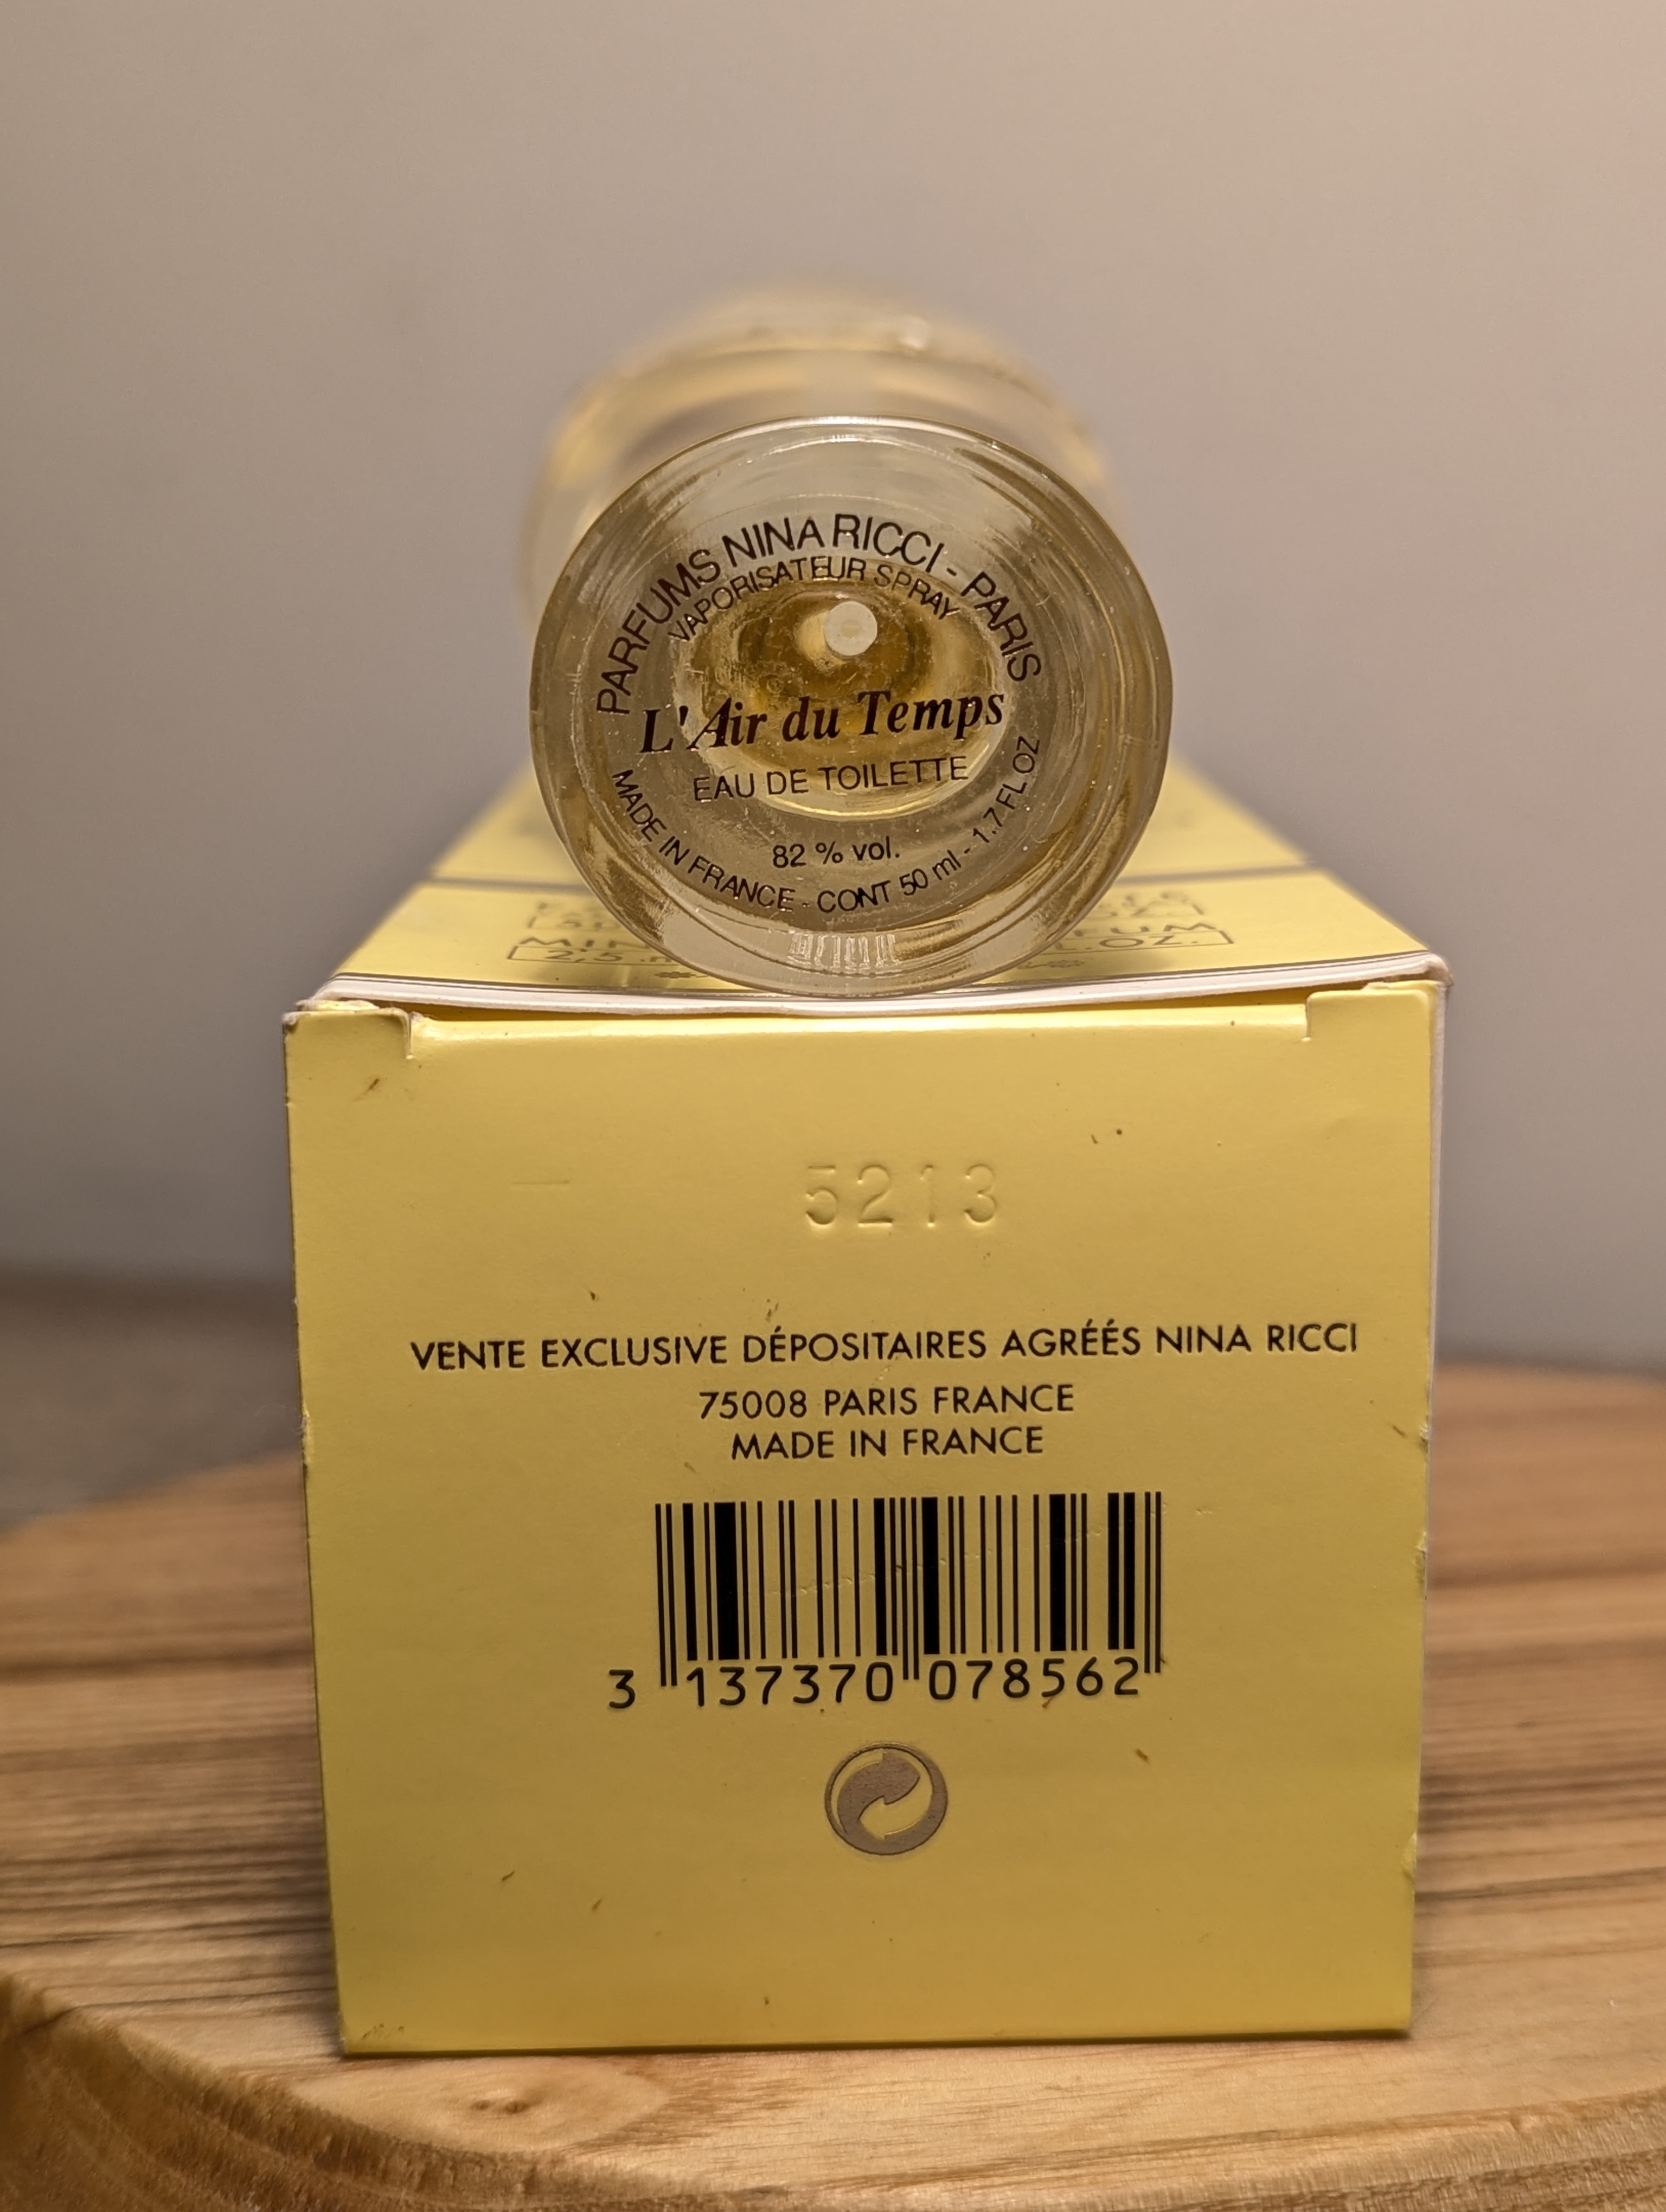 PARFUMS NINA RICCI - PARIS
VAPORISATEUR SPRAY
L'Air du Temps
EAU DE TOILETTE
82 % vol.
MADE IN FRANCE - CONT 50 ml - 1.7 FL OZ
5213
VENTE EXCLUSIVE DÉPOSITAIRES AGRÉÉS NINA RICCI
75008 PARIS FRANCE
MADE IN FRANCE
3 137370 078562